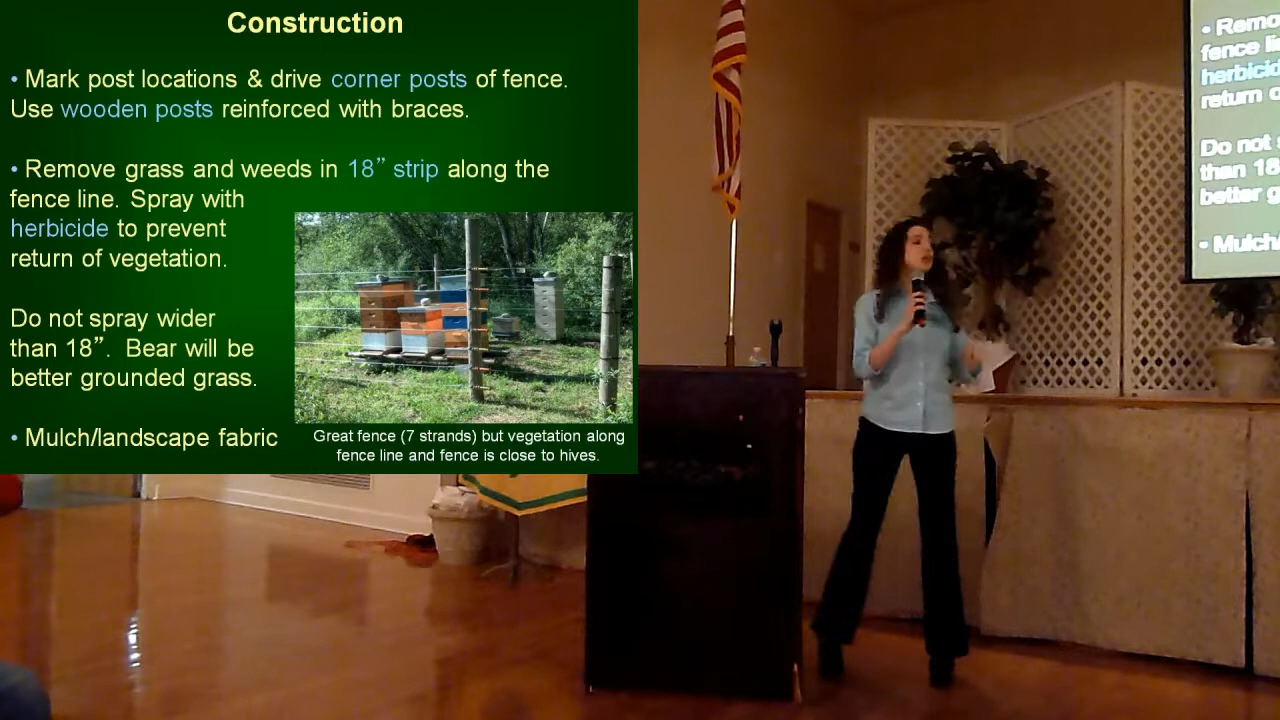 Construction
• Mark post locations & drive corner posts of fence.
Use wooden posts reinforced with braces.
• Remove grass and weeds in 18” strip along the
fence line. Spray with
herbicide to prevent
return of vegetation.
Do not spray wider
than 18”. Bear will be
better grounded grass.
• Mulch/landscape fabric
Great fence (7 strands) but vegetation along
fence line and fence is close to hives.
• Remo
fence li
herbicid
return o
Do not
than 18
better g
• Mulch/